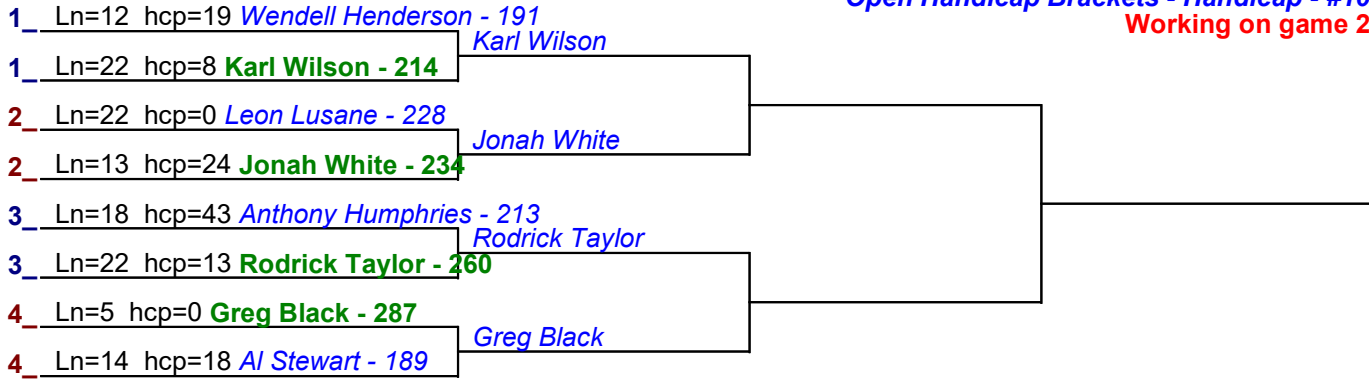 Open Handicap Brackets - Handicap - #10
Working on game 2
1_ Ln=12 hcp=19 Wendell Henderson - 191
Karl Wilson
1_ Ln=22 hcp=8 Karl Wilson - 214
2_ Ln=22 hcp=0 Leon Lusane - 228
Jonah White
2_ Ln=13 hcp=24 Jonah White - 234
3_ Ln=18 hcp=43 Anthony Humphries - 213
Rodrick Taylor
3_ Ln=22 hcp=13 Rodrick Taylor - 260
4_ Ln=5 hcp=0 Greg Black - 287
Greg Black
4_ Ln=14 hcp=18 Al Stewart - 189